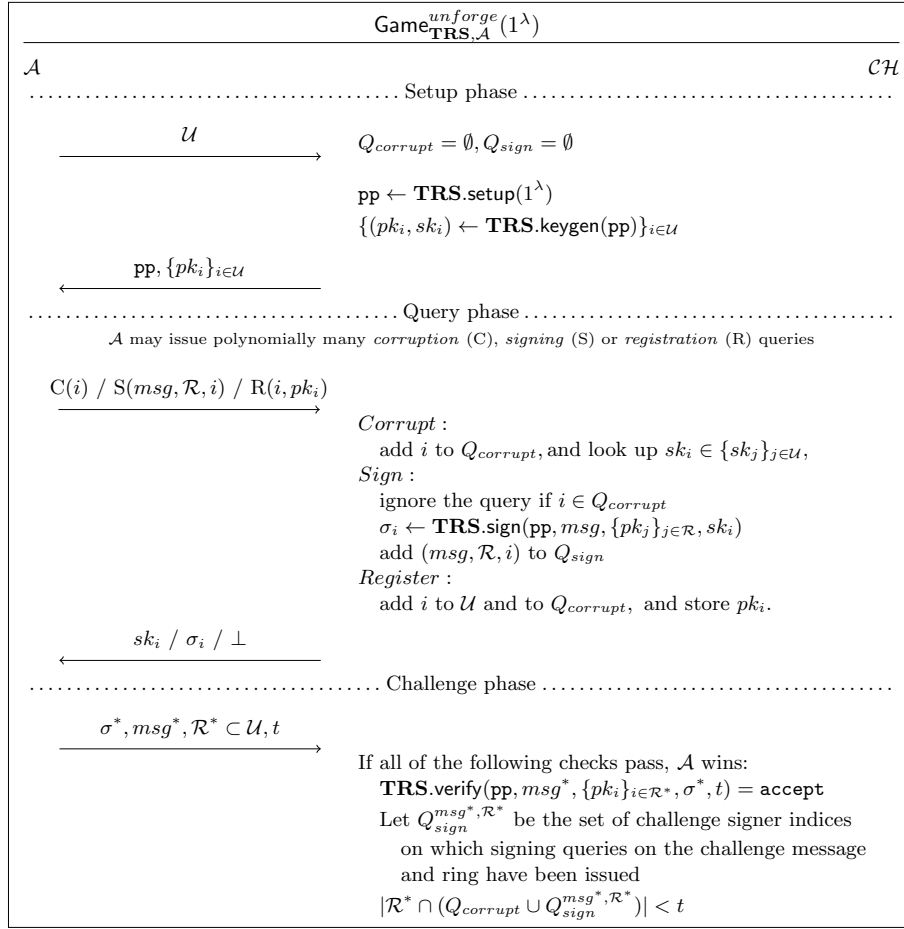 Game^{unforge}_{TRS,𝒜}(1^λ)
𝒜 𝒞ℋ
Setup phase
𝒰
Q_{corrupt} = ∅, Q_{sign} = ∅
pp ← TRS.setup(1^λ)
{(pk_i, sk_i) ← TRS.keygen(pp)}_{i∈𝒰}
pp, {pk_i}_{i∈𝒰}
Query phase
𝒜 may issue polynomially many corruption (C), signing (S) or registration (R) queries
C(i) / S(msg, ℛ, i) / R(i, pk_i)
Corrupt :
add i to Q_{corrupt}, and look up sk_i ∈ {sk_j}_{j∈𝒰},
Sign :
ignore the query if i ∈ Q_{corrupt}
σ_i ← TRS.sign(pp, msg, {pk_j}_{j∈ℛ}, sk_i)
add (msg, ℛ, i) to Q_{sign}
Register :
add i to 𝒰 and to Q_{corrupt}, and store pk_i.
sk_i / σ_i / ⊥
Challenge phase
σ^*, msg^*, ℛ^* ⊂ 𝒰, t
If all of the following checks pass, 𝒜 wins:
TRS.verify(pp, msg^*, {pk_i}_{i∈ℛ^*}, σ^*, t) = accept
Let Q^{msg^*,ℛ^*}_{sign} be the set of challenge signer indices
on which signing queries on the challenge message
and ring have been issued
|ℛ^* ∩ (Q_{corrupt} ∪ Q^{msg^*,ℛ^*}_{sign})| < t